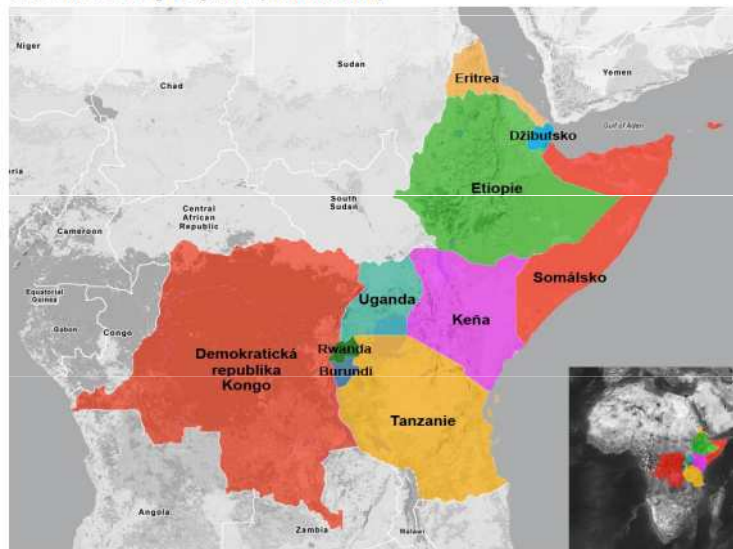 Niger
Chad
Sudan
Eritrea
Yemen
Gulf of Aden
Džibutsko
Etiopie
South
Sudan
Central
African
Republic
Cameroon
Equatorial
Guinea
Gabon
Congo
Uganda
Keňa
Somálsko
Demokratická
republika
Kongo
Rwanda
Burundi
Tanzanie
Angola
Zambia
Malawi